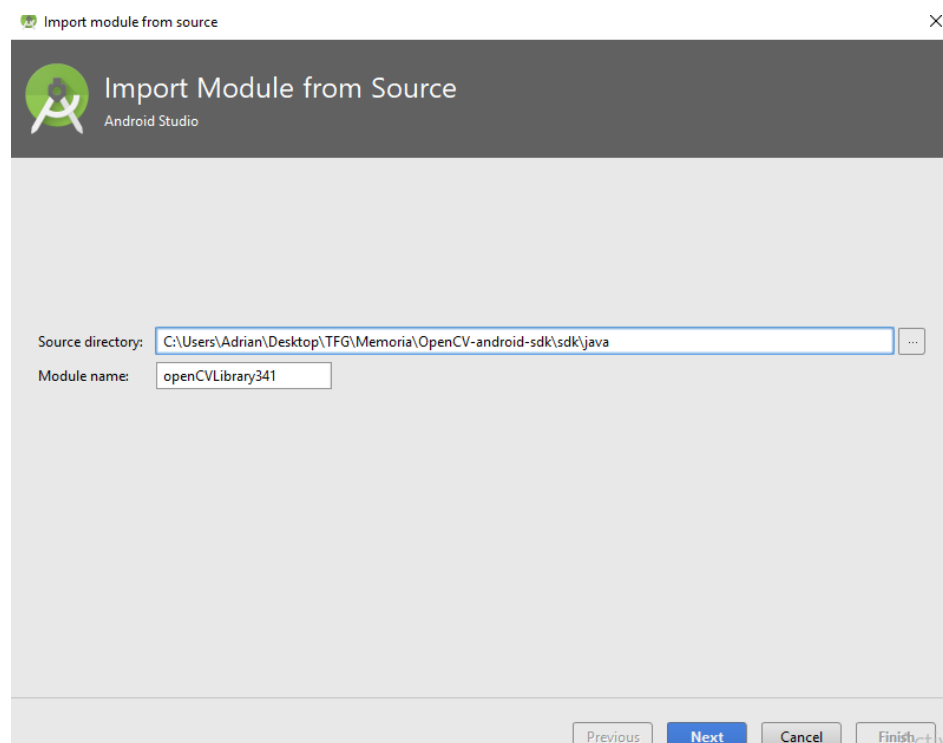 Import module from source
Import Module from Source
Android Studio
Source directory: C:\Users\Adrian\Desktop\TFG\Memoria\OpenCV-android-sdk\sdk\java ...
Module name: openCVLibrary341
Previous Next Cancel Finish